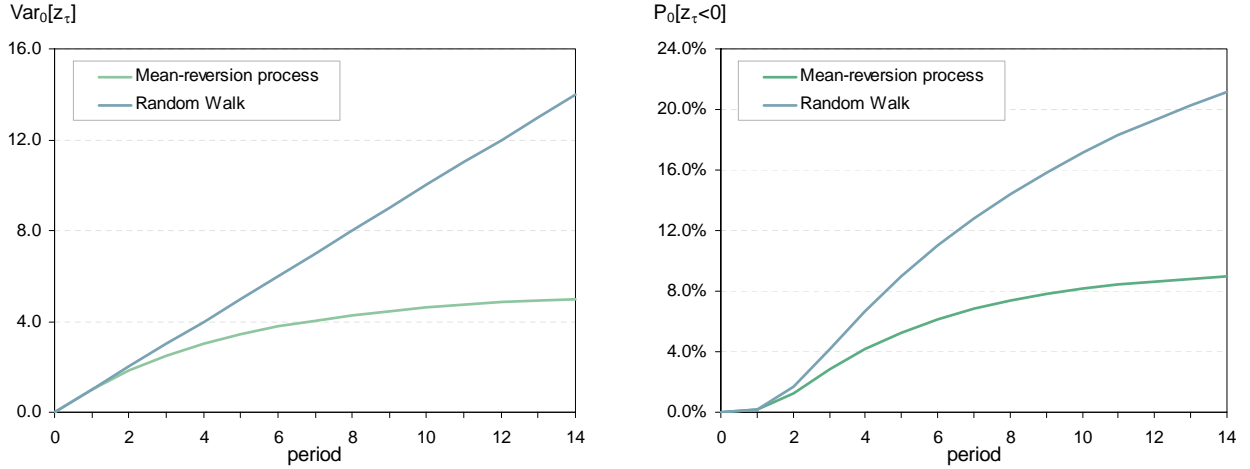 Var₀[z_τ]
16.0
12.0
8.0
4.0
0.0
Mean-reversion process
Random Walk
0 2 4 6 8 10 12 14
period
P₀[z_τ<0]
24.0%
20.0%
16.0%
12.0%
8.0%
4.0%
0.0%
Mean-reversion process
Random Walk
0 2 4 6 8 10 12 14
period